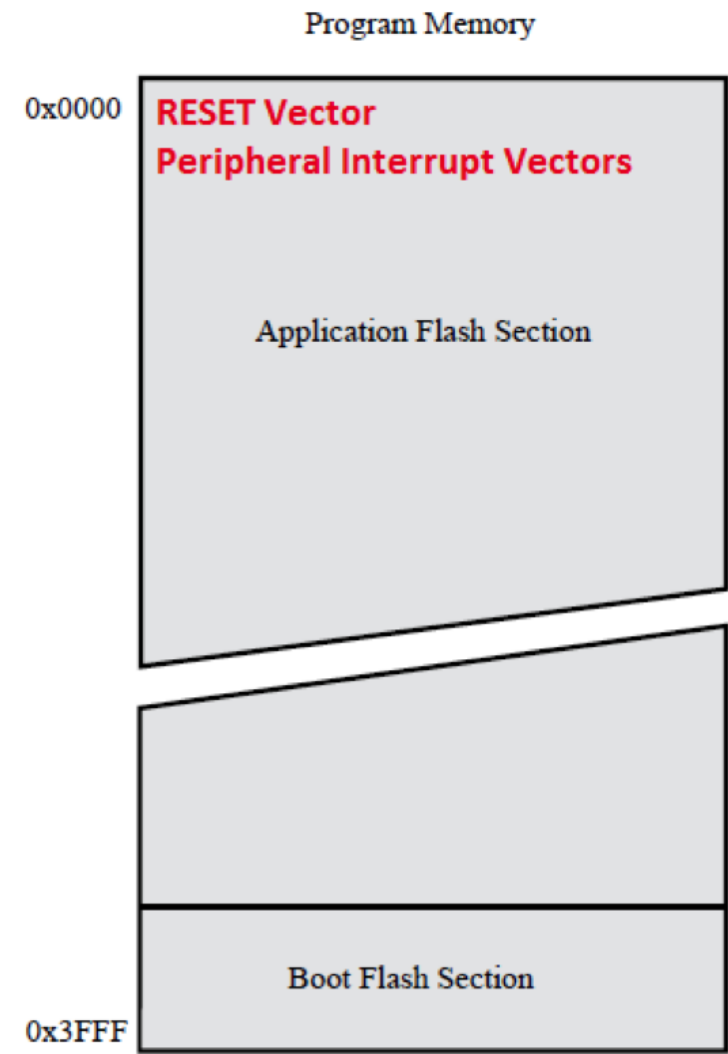 Program Memory
0x0000
RESET Vector
Peripheral Interrupt Vectors
Application Flash Section
Boot Flash Section
0x3FFF